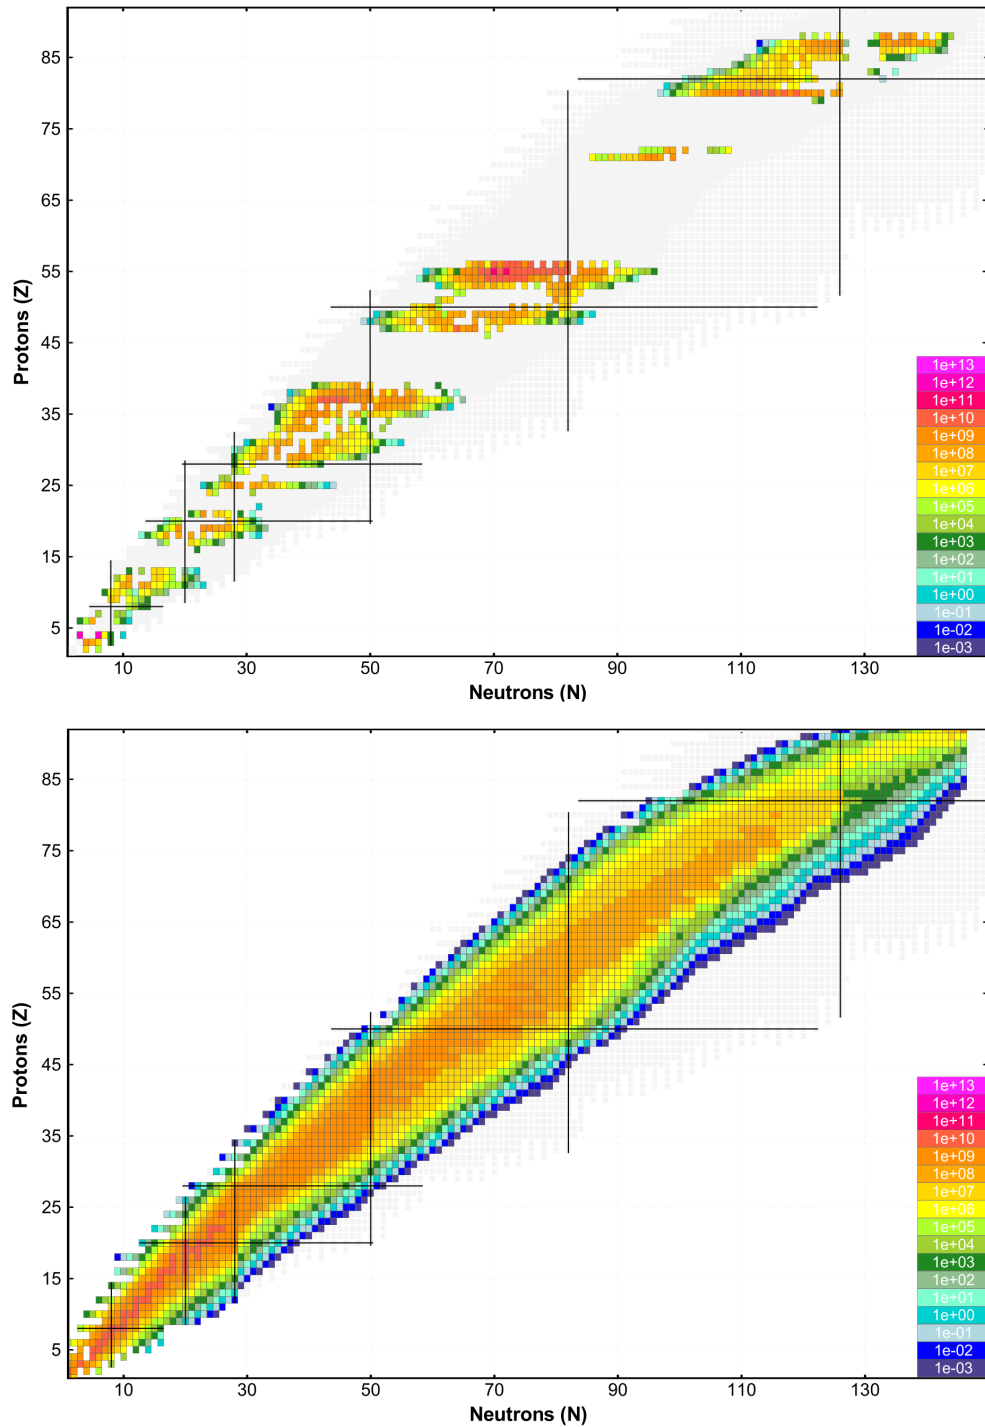 85
75
65
55
45
35
25
15
5
Protons (Z)
10
30
50
70
90
110
130
Neutrons (N)
1e+13
1e+12
1e+11
1e+10
1e+09
1e+08
1e+07
1e+06
1e+05
1e+04
1e+03
1e+02
1e+01
1e+00
1e-01
1e-02
1e-03
85
75
65
55
45
35
25
15
5
Protons (Z)
10
30
50
70
90
110
130
Neutrons (N)
1e+13
1e+12
1e+11
1e+10
1e+09
1e+08
1e+07
1e+06
1e+05
1e+04
1e+03
1e+02
1e+01
1e+00
1e-01
1e-02
1e-03